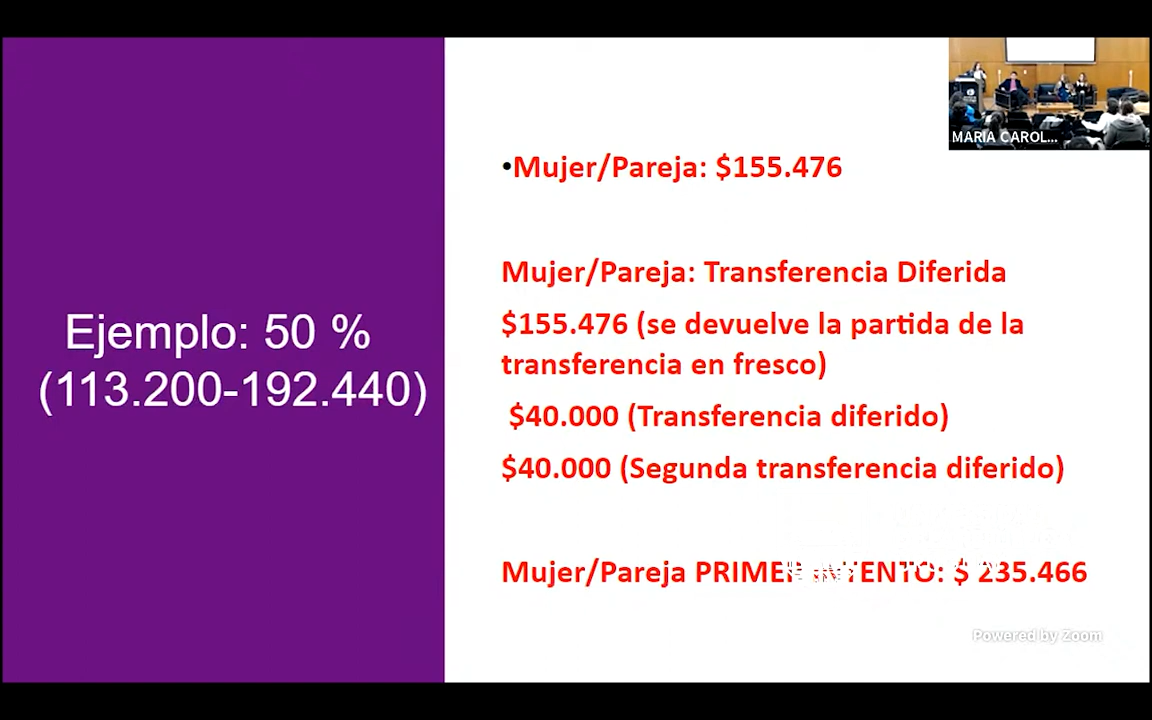 MARIA CAROL...
•Mujer/Pareja: $155.476
Mujer/Pareja: Transferencia Diferida
$155.476 (se devuelve la partida de la
transferencia en fresco)
$40.000 (Transferencia diferido)
$40.000 (Segunda transferencia diferido)
Mujer/Pareja $ 235.466
Ejemplo: 50 %
(113.200-192.440)
Powered by Zoom